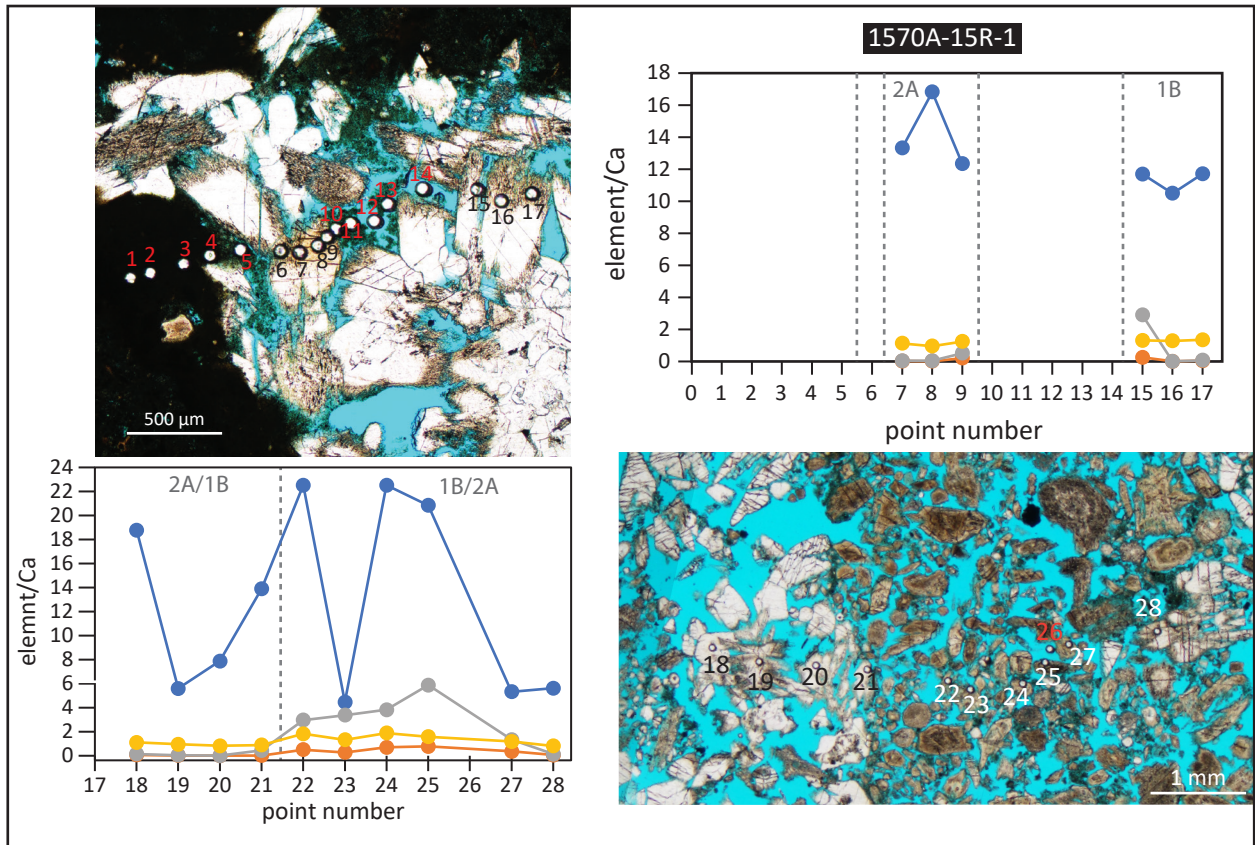 1 2 3 4 5 6 7 8 9 10 11 12 13 14 15 16 17
500 µm
1570A-15R-1
element/Ca
18
16
14
12
10
8
6
4
2
0
2A
1B
0 1 2 3 4 5 6 7 8 9 10 11 12 13 14 15 16 17
point number
elemnt/Ca
24
22
20
18
16
14
12
10
8
6
4
2
0
2A/1B
1B/2A
17 18 19 20 21 22 23 24 25 26 27 28
point number
18 19 20 21 22 23 24 25 26 27 28
1 mm